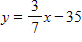 y = 3/7 x − 35